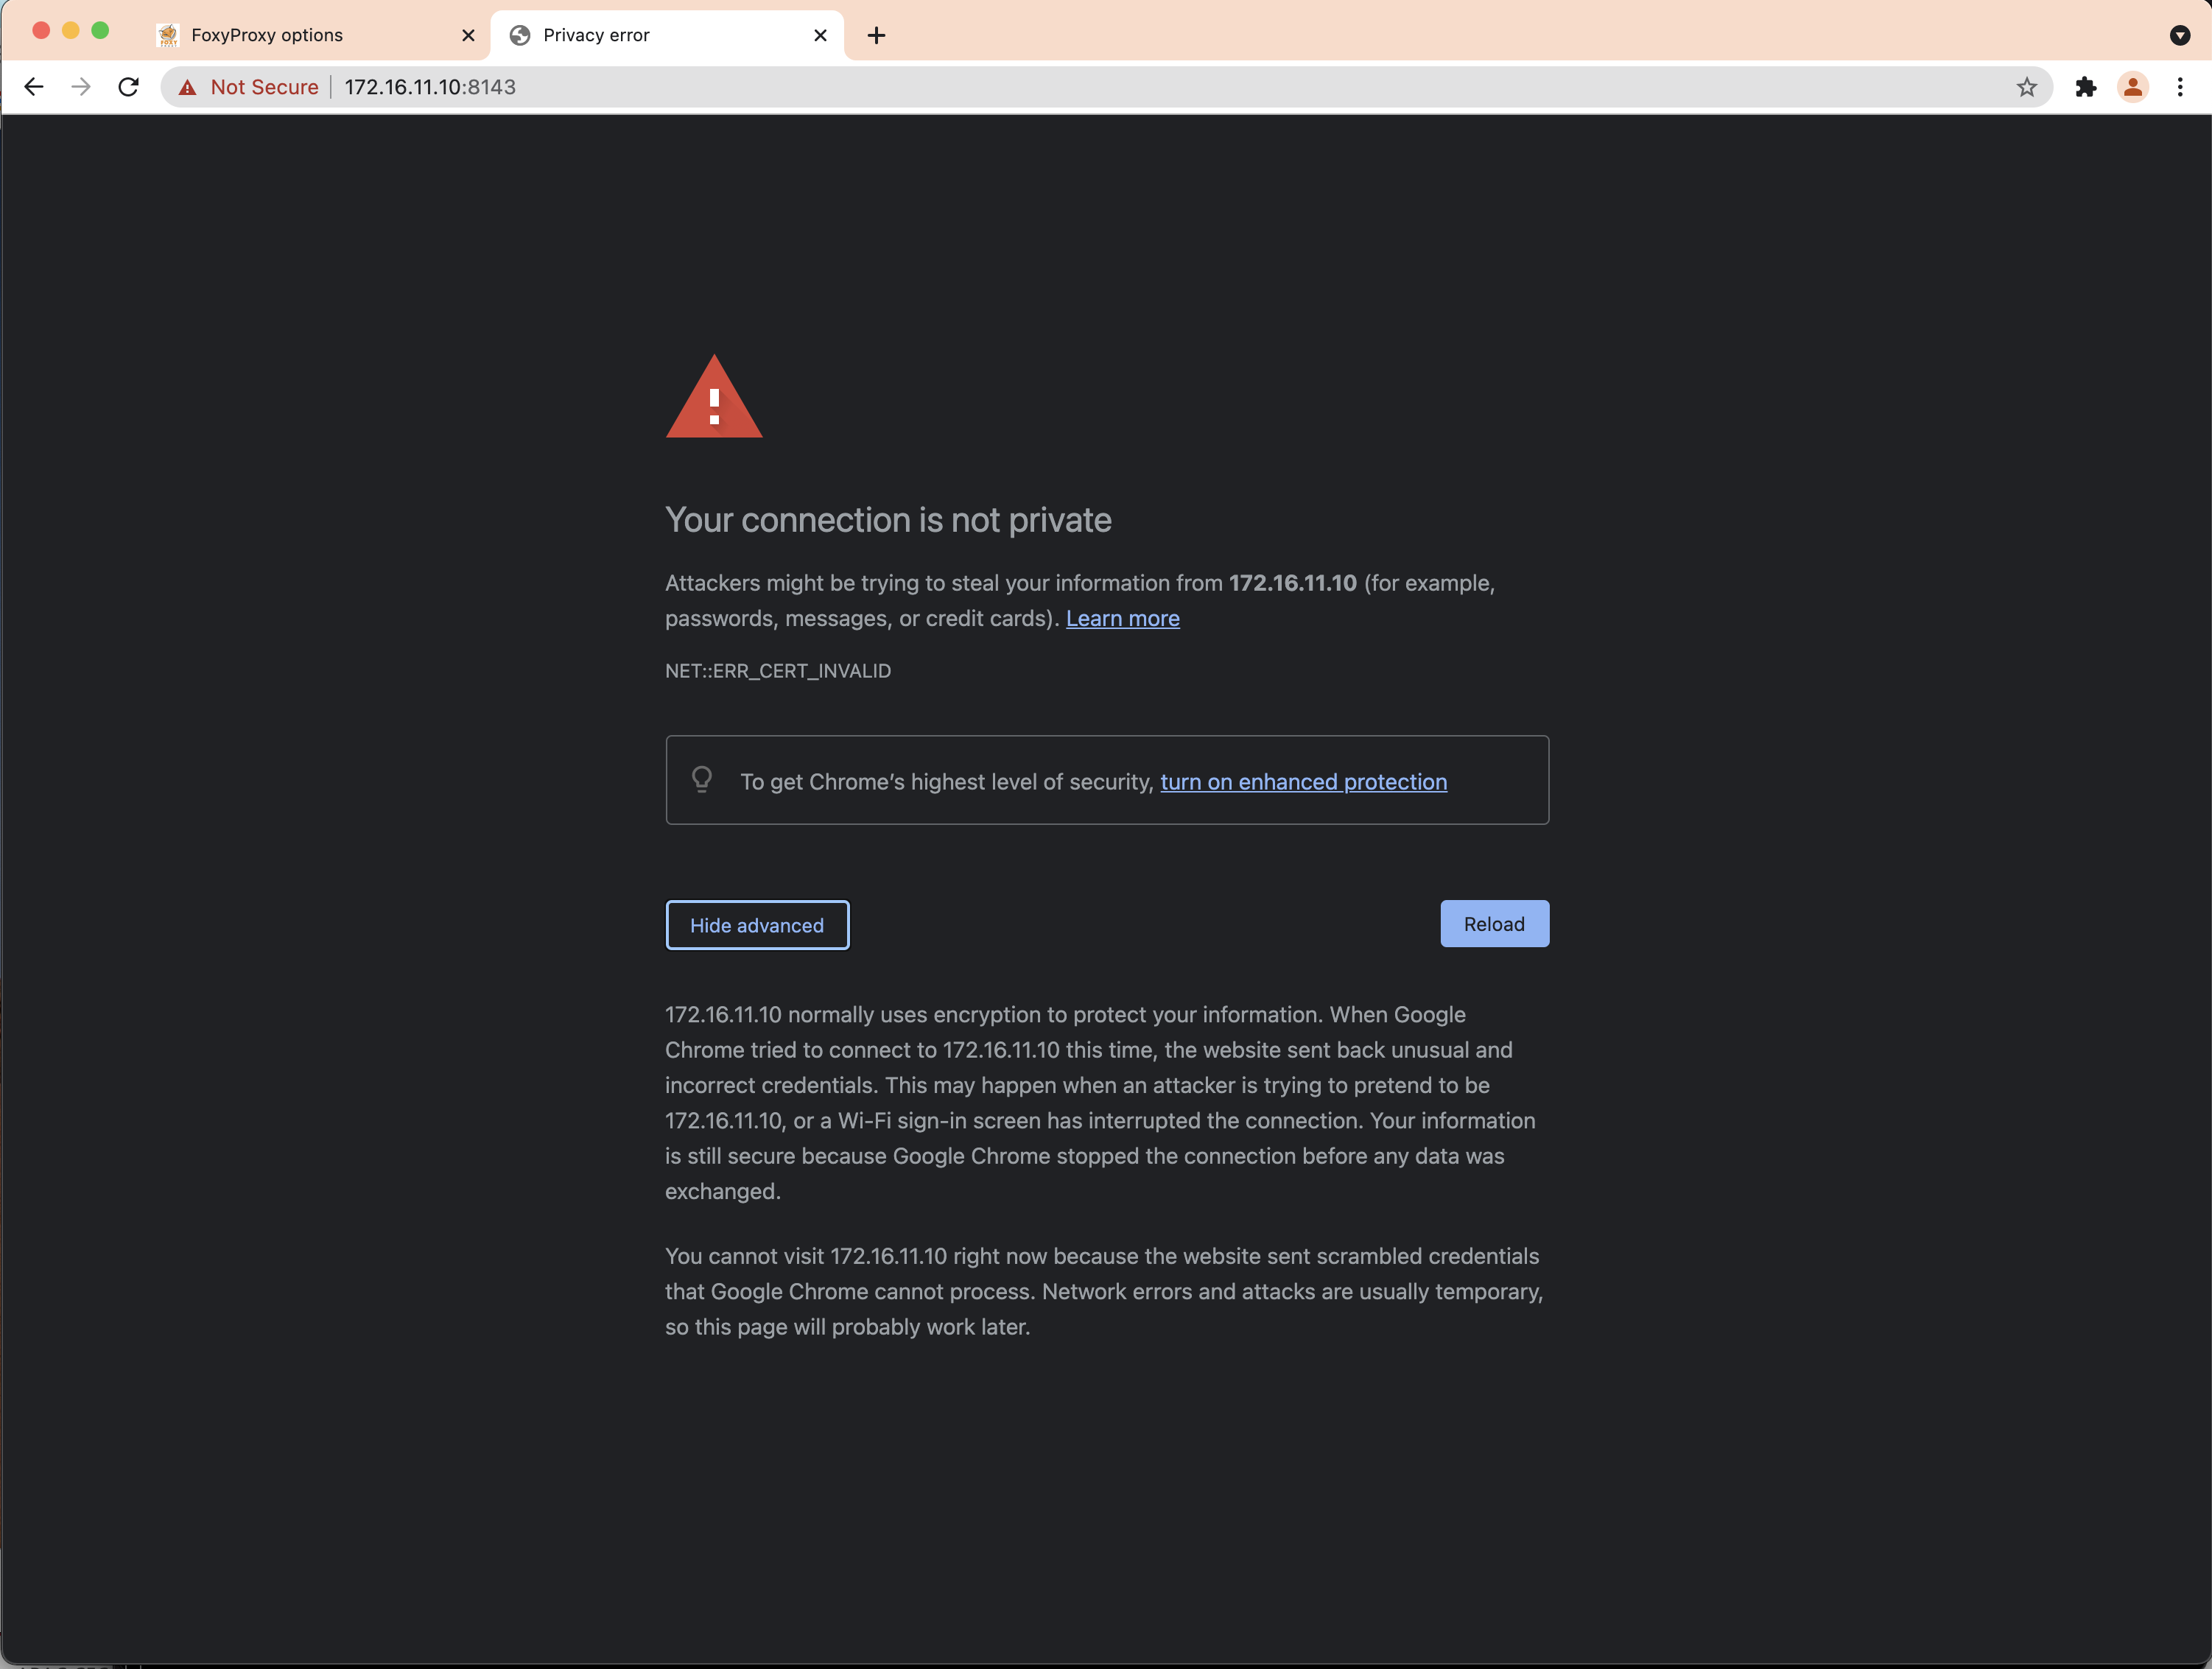 FoxyProxy options
Privacy error
Not Secure
172.16.11.10:8143
Your connection is not private
Attackers might be trying to steal your information from 172.16.11.10 (for example,
passwords, messages, or credit cards). Learn more
NET::ERR_CERT_INVALID
To get Chrome’s highest level of security, turn on enhanced protection
Hide advanced
Reload
172.16.11.10 normally uses encryption to protect your information. When Google
Chrome tried to connect to 172.16.11.10 this time, the website sent back unusual and
incorrect credentials. This may happen when an attacker is trying to pretend to be
172.16.11.10, or a Wi-Fi sign-in screen has interrupted the connection. Your information
is still secure because Google Chrome stopped the connection before any data was
exchanged.
You cannot visit 172.16.11.10 right now because the website sent scrambled credentials
that Google Chrome cannot process. Network errors and attacks are usually temporary,
so this page will probably work later.